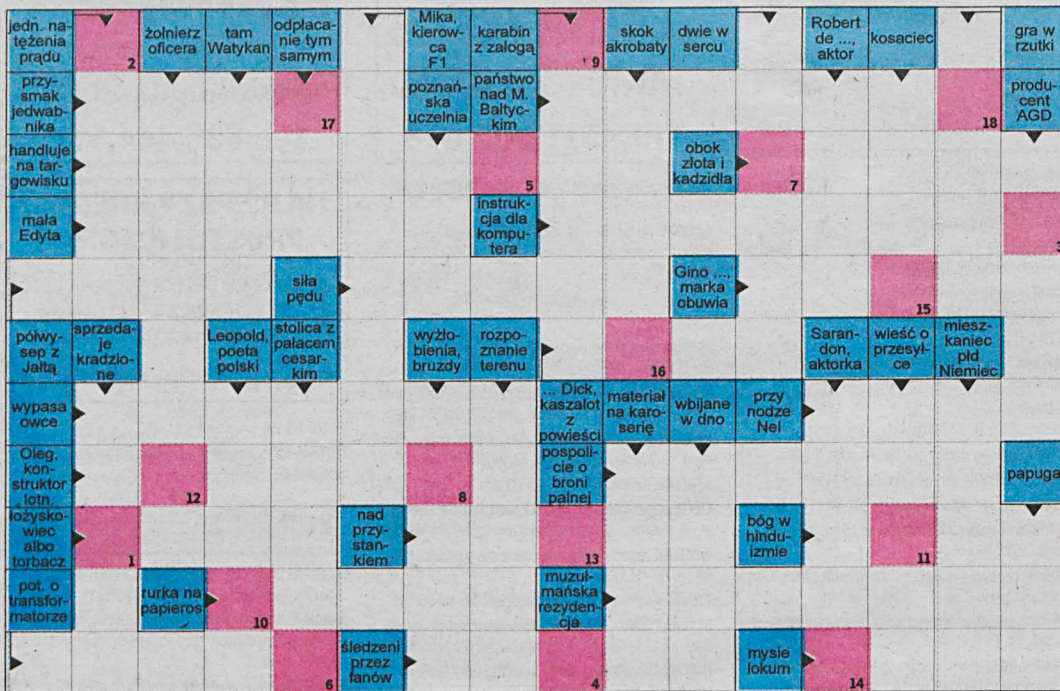 jedn. na-
tężenia
prądu
2
żołnierz
oficera
tam
Watykan
odpłaca-
nie tym
samym
Mika,
kierow-
ca
F1
karabin
z załogą
9
skok
akrobaty
dwie w
sercu
Robert
de ...,
aktor
kosaciec
gra w
rzutki
przy-
smak
jedwab-
nika
17
poznań-
ska
uczelnia
państwo
nad M.
Bałtyc-
kim
18
produ-
cent
AGD
handluje
na tar-
gowisku
5
obok
złota i
kadzidła
7
mała
Edyta
instruk-
cja dla
kompu-
tera
3
siła
pędu
Gino ...,
marka
obuwia
15
półwy-
sep z
Jałtą
sprzeda-
je
kradzio-
ne
Leopold,
poeta
polski
stolica z
pałacem
cesar-
kim
wyżło-
bienia,
bruzdy
rozpo-
znanie
terenu
16
Saran-
don,
aktorka
wieść o
przesył-
ce
miesz-
kaniec
płd
Niemiec
wypasa
owce
... Dick,
kaszalot
z
powieści
materiał
na karo-
serię
wbijane
w dno
przy
nodze
Nel
Oleg,
kon-
struktor
lotn.
12
8
pospoli-
cie o
broni
palnej
papuga
łożysko-
wiec
albo
torbacz
1
nad
przy-
stan-
kiem
13
bóg w
hindu-
izmie
11
pot. o
transfor-
matorze
rurka na
papieros
10
muzuł-
mańska
rezyden-
cja
6
śledzeni
przez
fanów
4
mysie
lokum
14